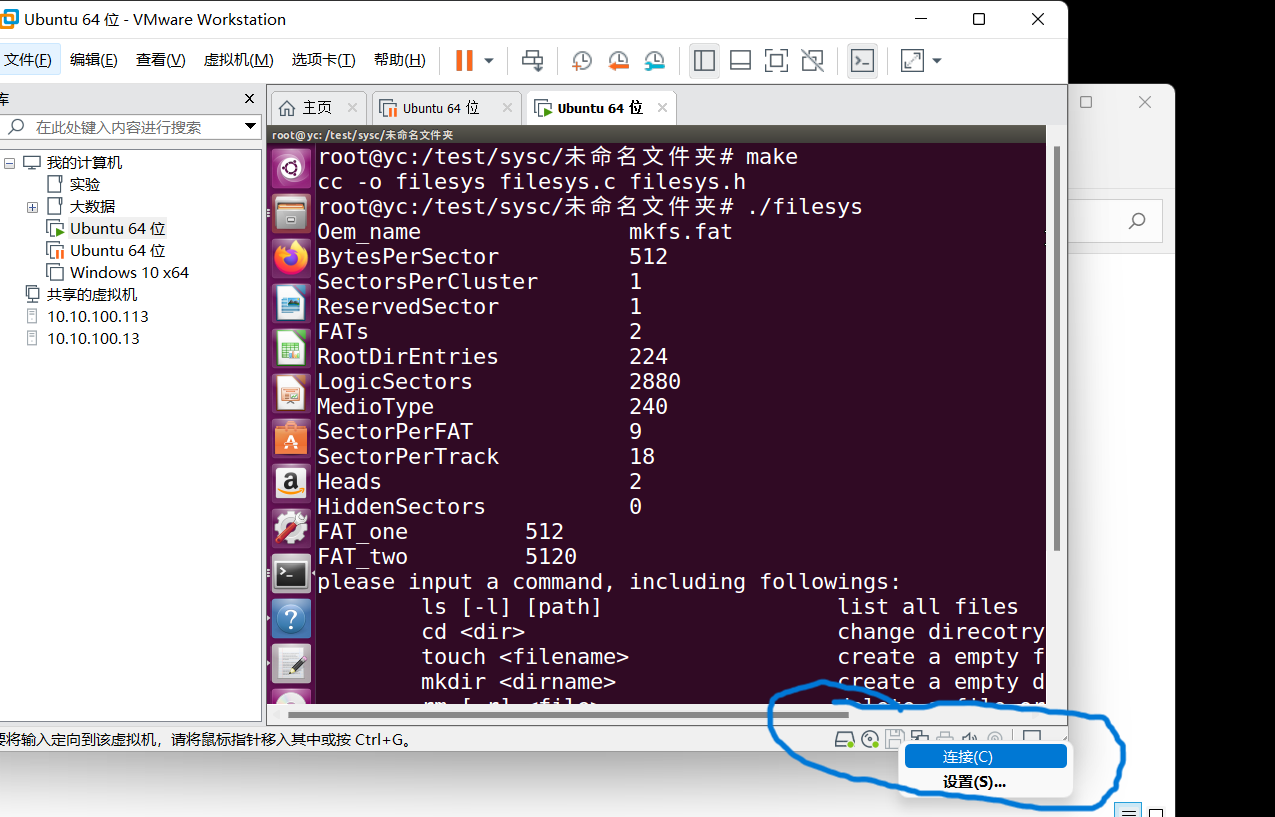 Ubuntu 64 位 - VMware Workstation
文件(F) 编辑(E) 查看(V) 虚拟机(M) 选项卡(T) 帮助(H)
库
在此处键入内容进行搜索
我的计算机
实验
大数据
Ubuntu 64 位
Ubuntu 64 位
Windows 10 x64
共享的虚拟机
10.10.100.113
10.10.100.13
主页 Ubuntu 64 位 Ubuntu 64 位
root@yc: /test/sysc/未命名文件夹
root@yc:/test/sysc/未命名文件夹# make
cc -o filesys filesys.c filesys.h
root@yc:/test/sysc/未命名文件夹# ./filesys
Oem_name mkfs.fat
BytesPerSector 512
SectorsPerCluster 1
ReservedSector 1
FATs 2
RootDirEntries 224
LogicSectors 2880
MedioType 240
SectorPerFAT 9
SectorPerTrack 18
Heads 2
HiddenSectors 0
FAT_one 512
FAT_two 5120
please input a command, including followings:
ls [-l] [path] list all files
cd <dir> change direcotry
touch <filename> create a empty f
mkdir <dirname> create a empty d
要将输入定向到该虚拟机，请将鼠标指针移入其中或按 Ctrl+G。
连接(C)
设置(S)...